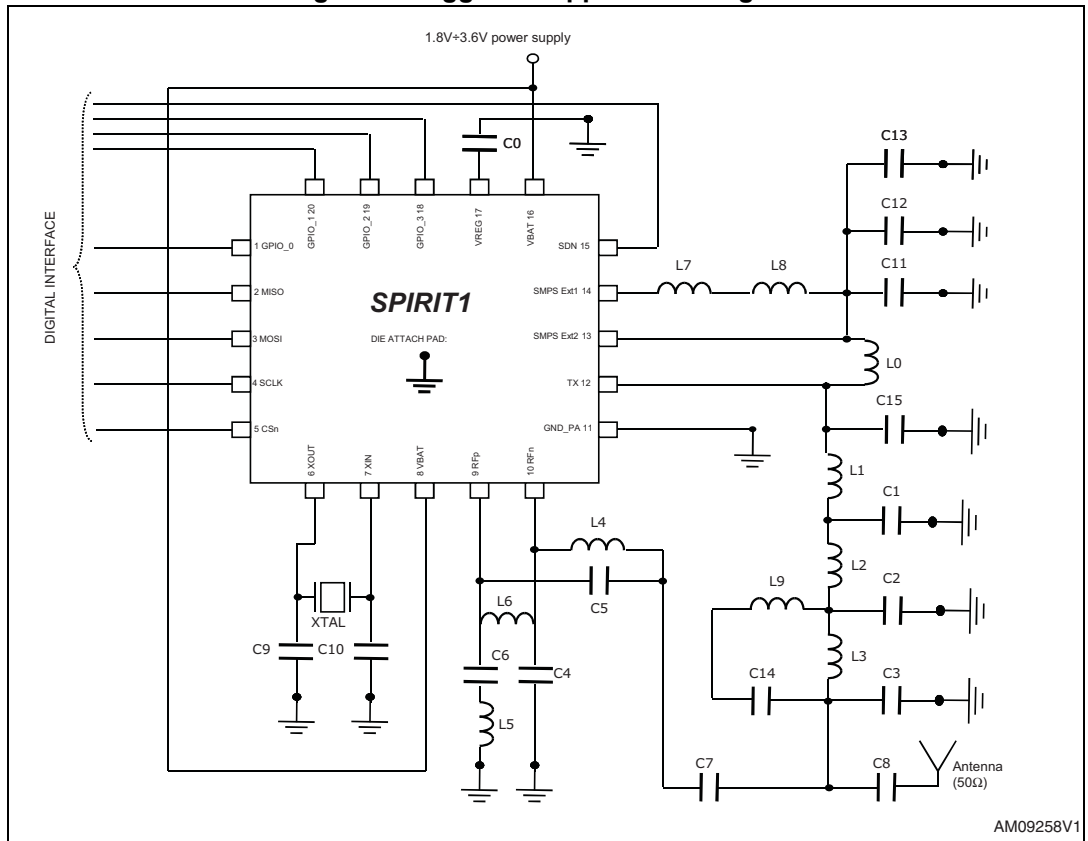 1.8V÷3.6V power supply
C0
C13
C12
C11
DIGITAL INTERFACE
GPIO_1 20
GPIO_2 19
GPIO_3 18
VREG 17
VBAT 16
1 GPIO_0
SDN 15
2 MISO
SPIRIT1
SMPS Ext1 14
L7
L8
3 MOSI
DIE ATTACH PAD:
SMPS Ext2 13
L0
4 SCLK
TX 12
C15
5 CSn
GND_PA 11
6 XOUT
7 XIN
8 VBAT
9 RFp
10 RFn
L1
C1
L4
L2
C2
L9
C5
L6
XTAL
C9
C10
C6
C4
L3
C3
C14
L5
C7
C8
Antenna
(50Ω)
AM09258V1